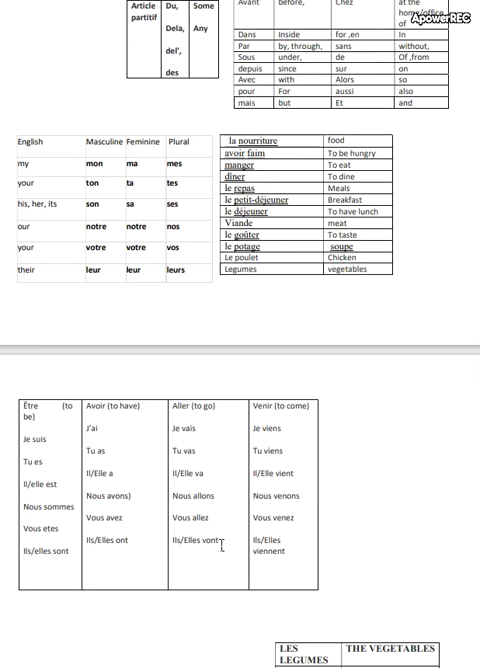 Article Du, Some
partitif
Dela, Any
del',
des
Avant before, Chez at the
home/office
of
ApowerREC
Dans Inside for ,en In
Par by, through, sans without,
Sous under, de Of ,from
depuis since sur on
Avec with Alors so
pour For aussi also
mais but Et and
English Masculine Feminine Plural
my mon ma mes
your ton ta tes
his, her, its son sa ses
our notre notre nos
your votre votre vos
their leur leur leurs
la nourriture food
avoir faim To be hungry
manger To eat
dîner To dine
le repas Meals
le petit-déjeuner Breakfast
le déjeuner To have lunch
Viande meat
le goûter To taste
le potage soupe
Le poulet Chicken
Legumes vegetables
Être (to
be)
Je suis
Tu es
Il/elle est
Nous sommes
Vous etes
Ils/elles sont
Avoir (to have)
J'ai
Tu as
Il/Elle a
Nous avons)
Vous avez
Ils/Elles ont
Aller (to go)
Je vais
Tu vas
Il/Elle va
Nous allons
Vous allez
Ils/Elles vont
Venir (to come)
Je viens
Tu viens
Il/Elle vient
Nous venons
Vous venez
Ils/Elles
viennent
LES THE VEGETABLES
LEGUMES